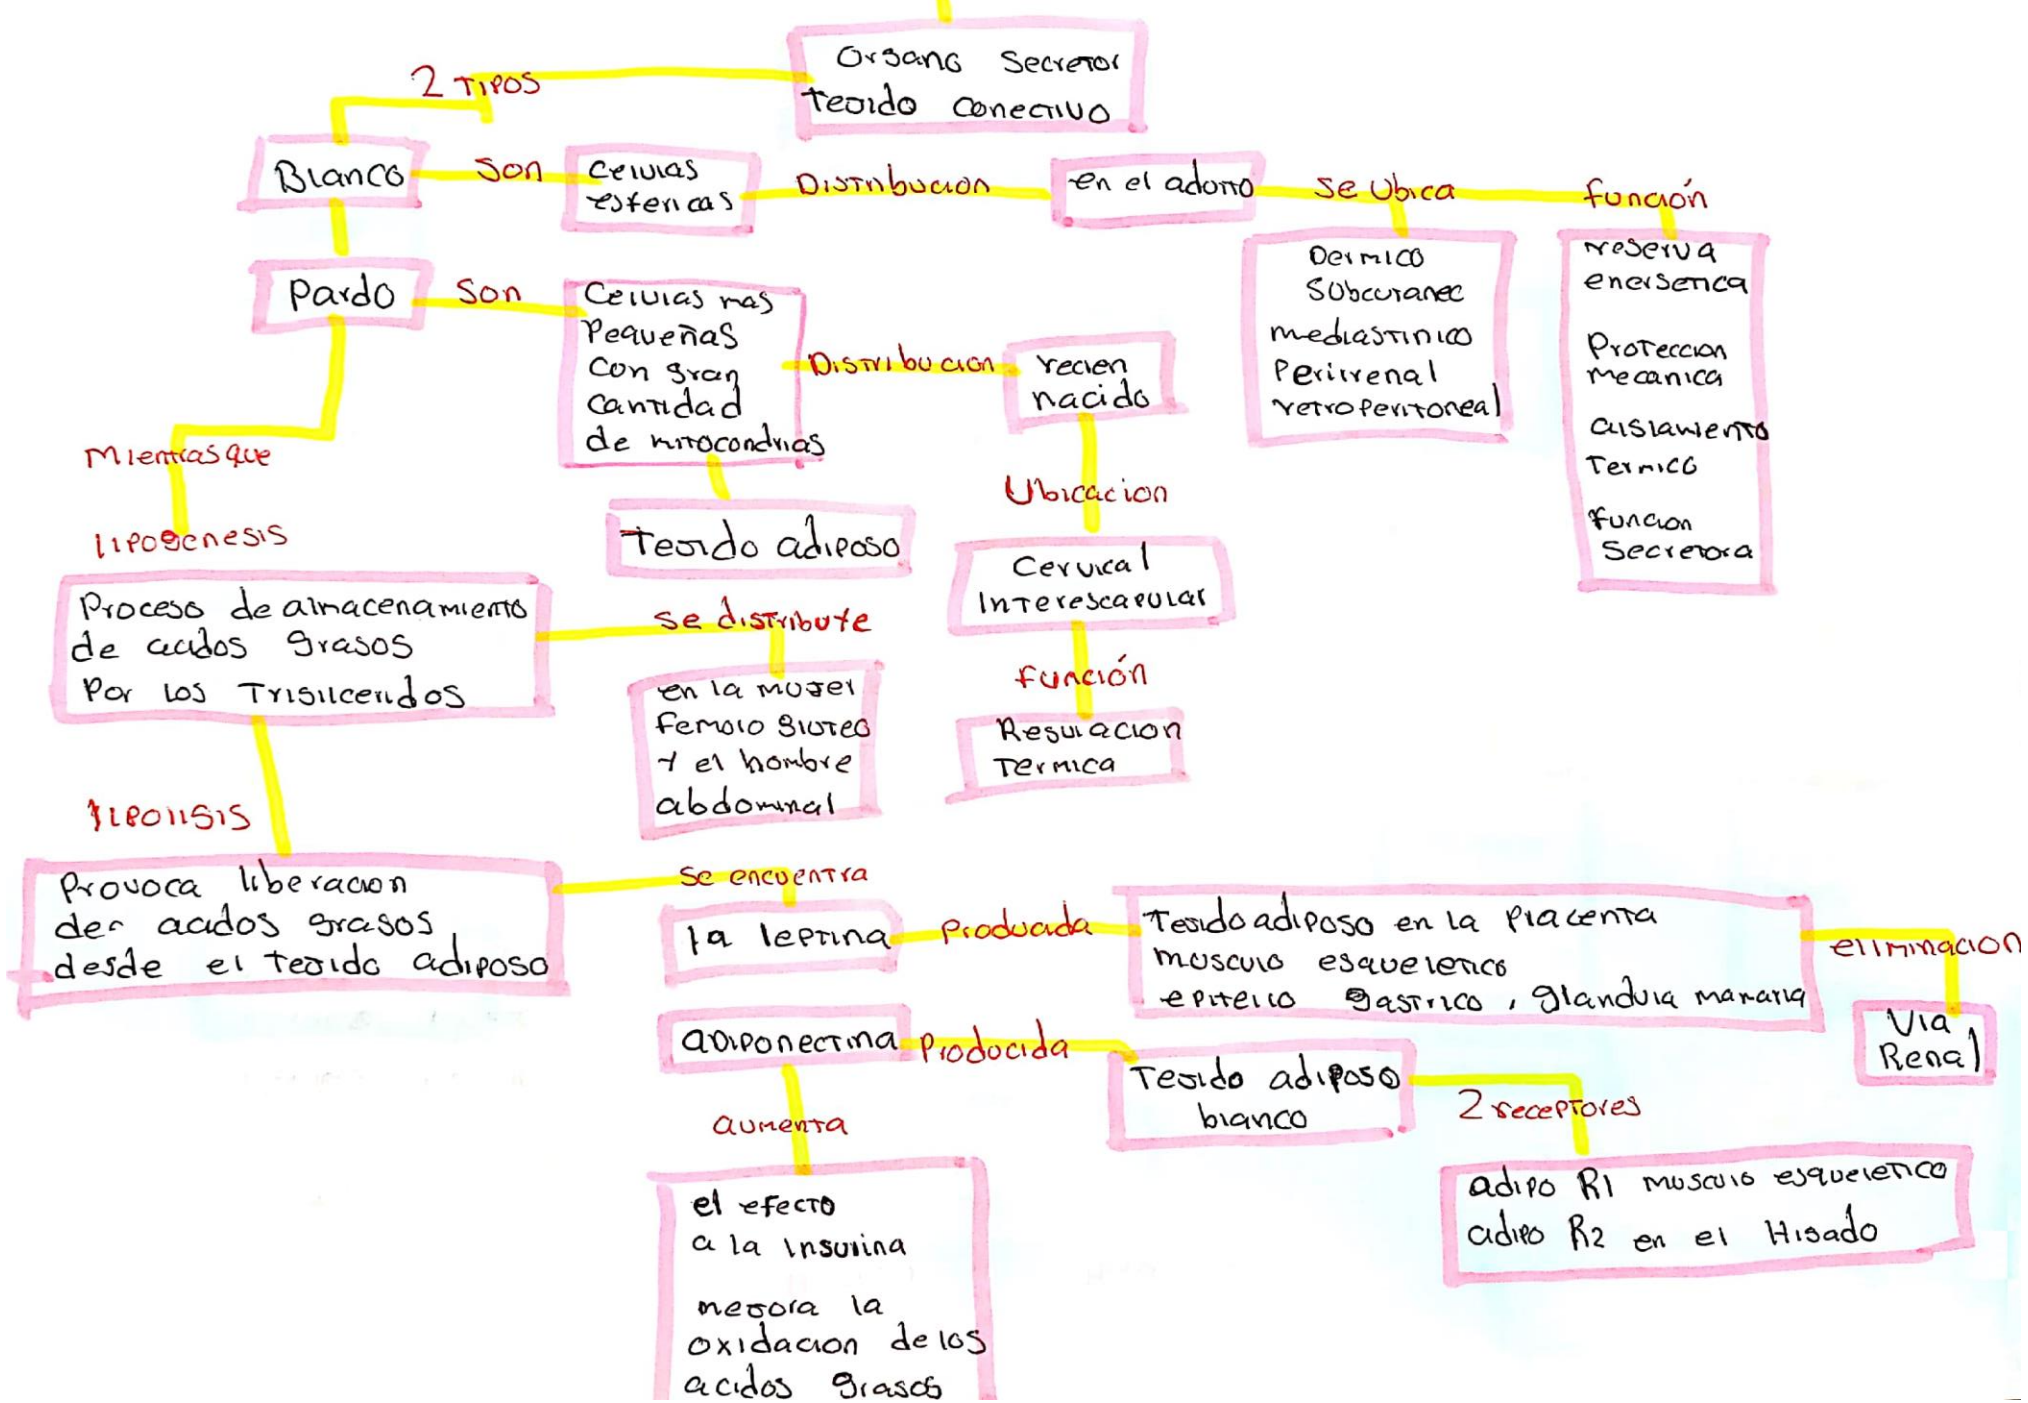 Organo Secretor
tejido conectivo
2 TIPOS
Blanco
Son
Celulas
esfericas
Distribucion
en el adulto
Se Ubica
función
Dermico
Subcutaneo
mediastinico
Perirrenal
retroperitoneal
reserva
energetica
Proteccion
mecanica
aislamiento
Termico
funcion
Secretora
Pardo
Son
Celulas mas
Pequeñas
Con gran
Cantidad
de mitocondrias
Distribucion
recien
nacido
Ubicacion
Cervical
Interescapular
función
Regulacion
Termica
Tejido adiposo
Mientras que
lipogenesis
Proceso de almacenamiento
de acidos grasos
Por los Trisilceridos
Se distribuye
en la mujer
femoro gluteo
y el hombre
abdominal
lipolisis
Provoca liberacion
de acidos grasos
desde el tejido adiposo
Se encuentra
la leptina
Producida
Tejido adiposo en la Placenta
musculo esqueletico
epitelio gastrico, glandula mamaria
eliminacion
Via
Renal
adiponectina
Producida
Tejido adiposo
blanco
2 receptores
adipo R1 musculo esqueletico
adipo R2 en el Higado
aumenta
el efecto
a la insulina
mejora la
oxidacion de los
acidos grasos